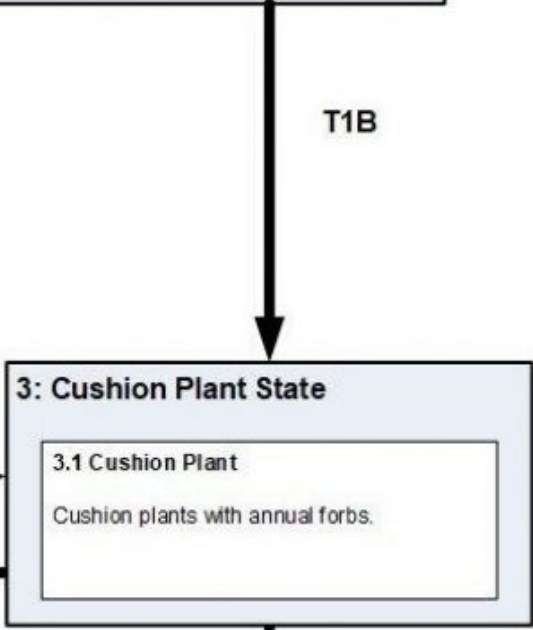 T1B
3: Cushion Plant State
3.1 Cushion Plant
Cushion plants with annual forbs.